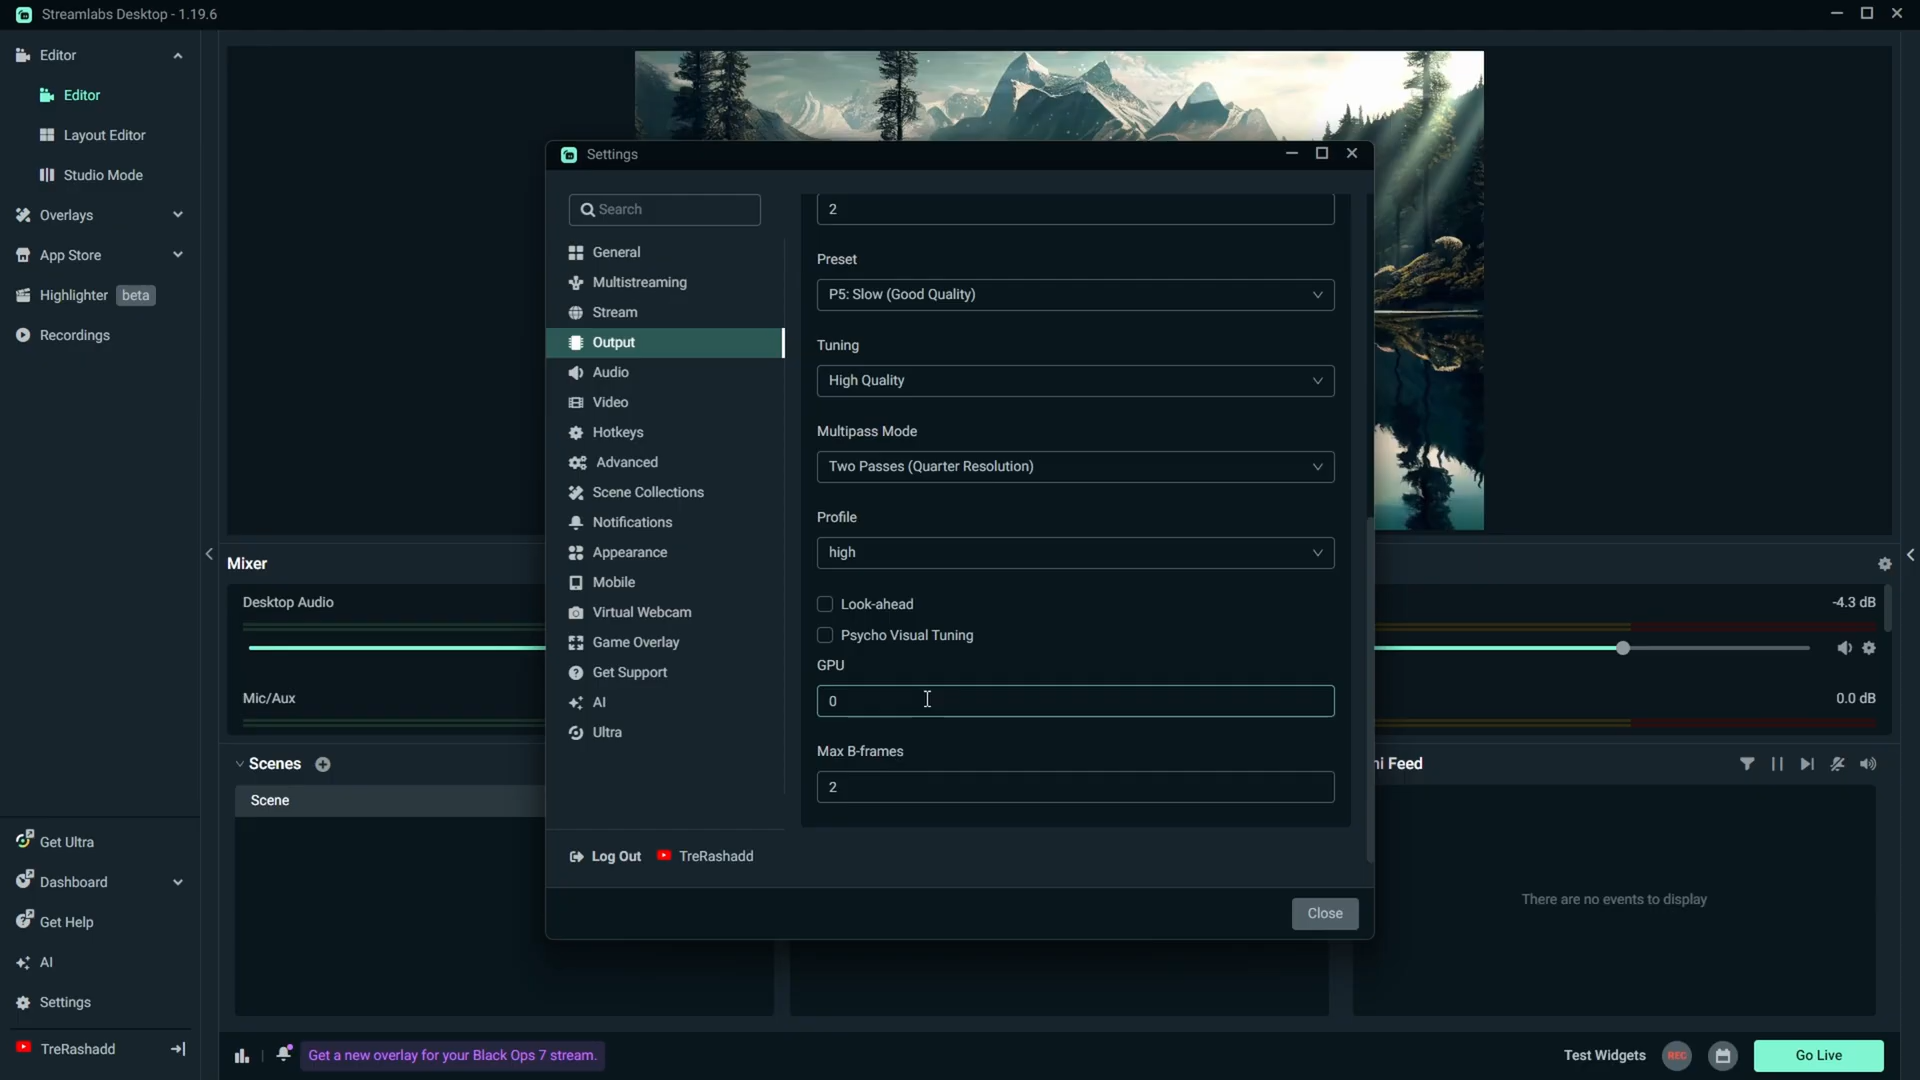 Streamlabs Desktop - 1.19.6
Editor
Editor
Layout Editor
Studio Mode
Overlays
App Store
Highlighter beta
Recordings
Get Ultra
Dashboard
Get Help
AI
Settings
TreRashadd
Settings
Search
General
Multistreaming
Stream
Output
Audio
Video
Hotkeys
Advanced
Scene Collections
Notifications
Appearance
Mobile
Virtual Webcam
Game Overlay
Get Support
AI
Ultra
Log Out TreRashadd
2
Preset
P5: Slow (Good Quality)
Tuning
High Quality
Multipass Mode
Two Passes (Quarter Resolution)
Profile
high
Look-ahead
Psycho Visual Tuning
GPU
0
Max B-frames
2
Close
Mixer
Desktop Audio
-4.3 dB
Mic/Aux
0.0 dB
Scenes
Scene
ni Feed
There are no events to display
Get a new overlay for your Black Ops 7 stream.
Test Widgets
REC
Go Live